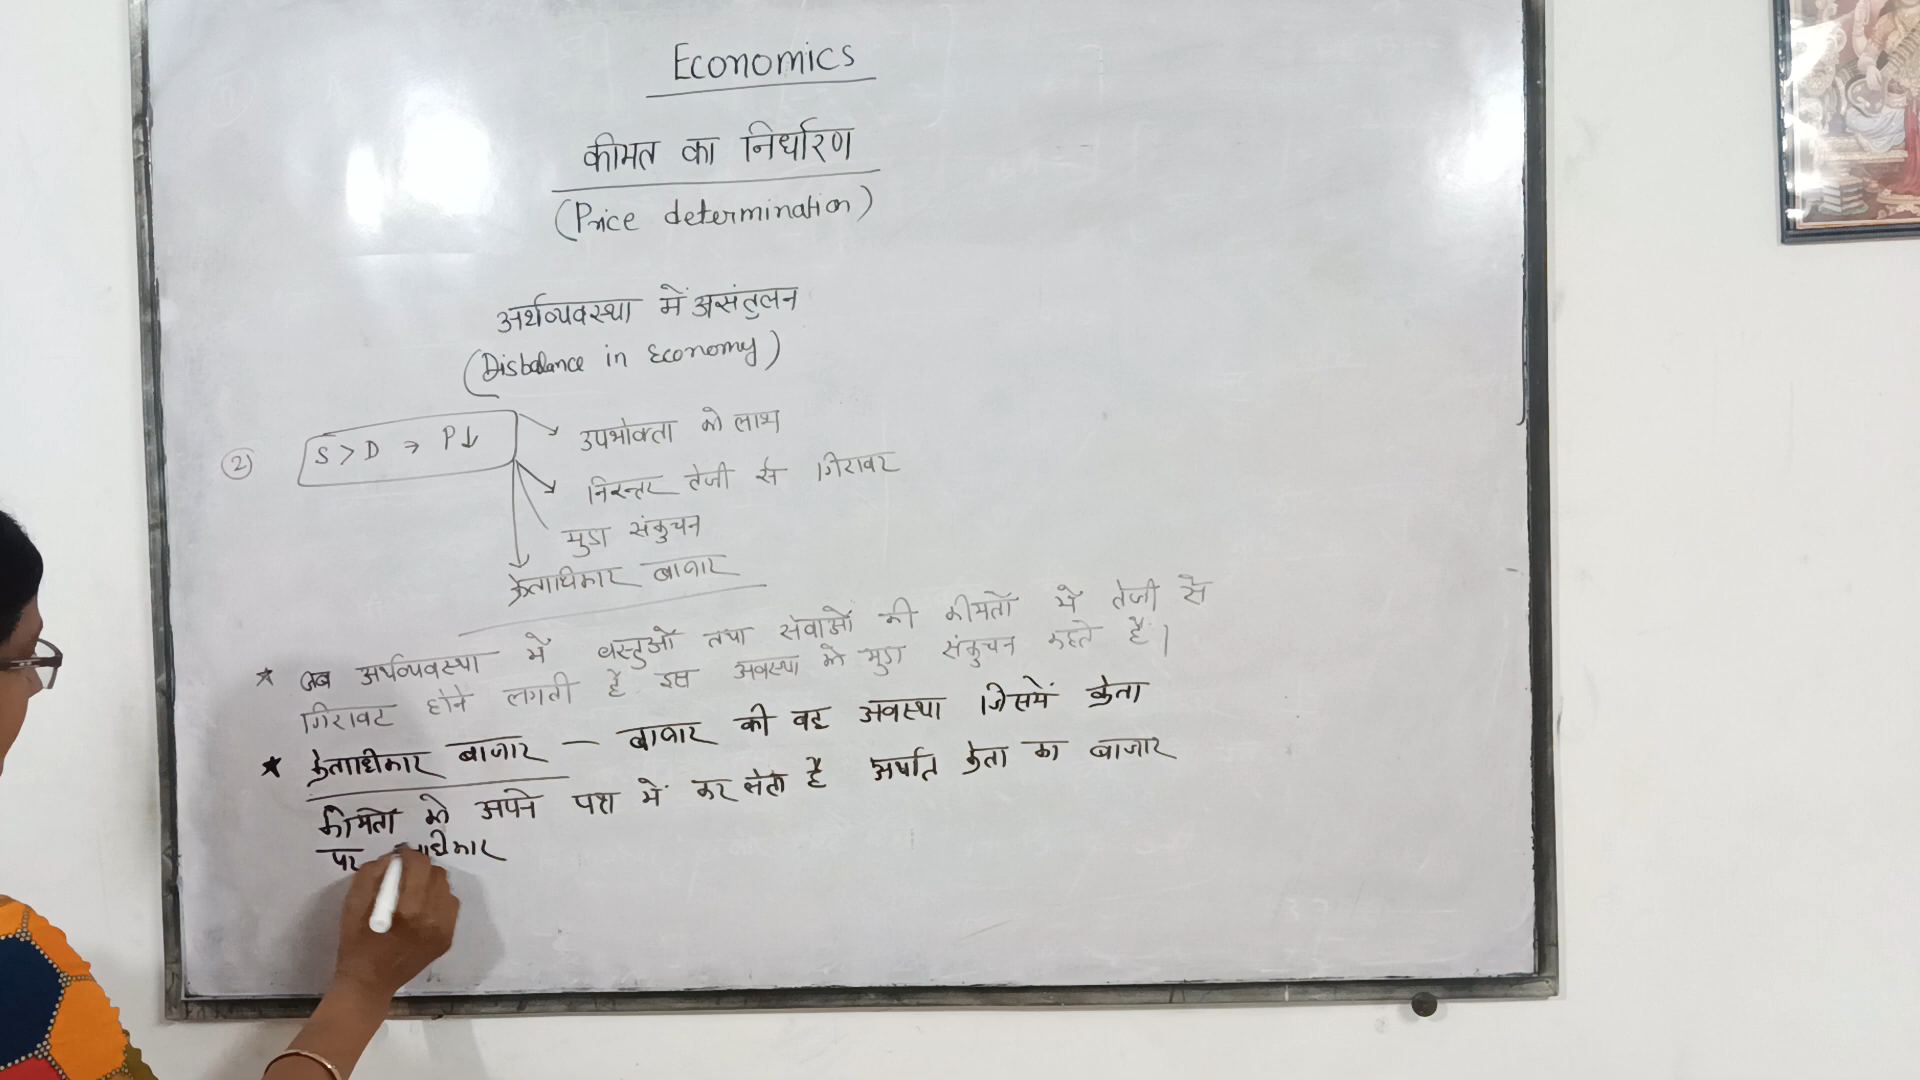 Economics
कीमत का निर्धारण
(Price determination)
अर्थव्यवस्था में असंतुलन
(Disbalance in Economy)
2) S > D ⇒ P↓
उपभोक्ता को लाभ
निरन्तर तेजी से गिरावट
मुद्रा संकुचन
क्रेताधिकार बाजार
* जब अर्थव्यवस्था में वस्तुओं तथा सेवाओं की कीमतों में तेजी से
गिरावट होने लगती है इस अवस्था को मुद्रा संकुचन कहते हैं।
* क्रेताधिकार बाजार — बाजार की वह अवस्था जिसमें क्रेता
कीमतों को अपने पक्ष में कर लेता है अर्थात क्रेता का बाजार
पर